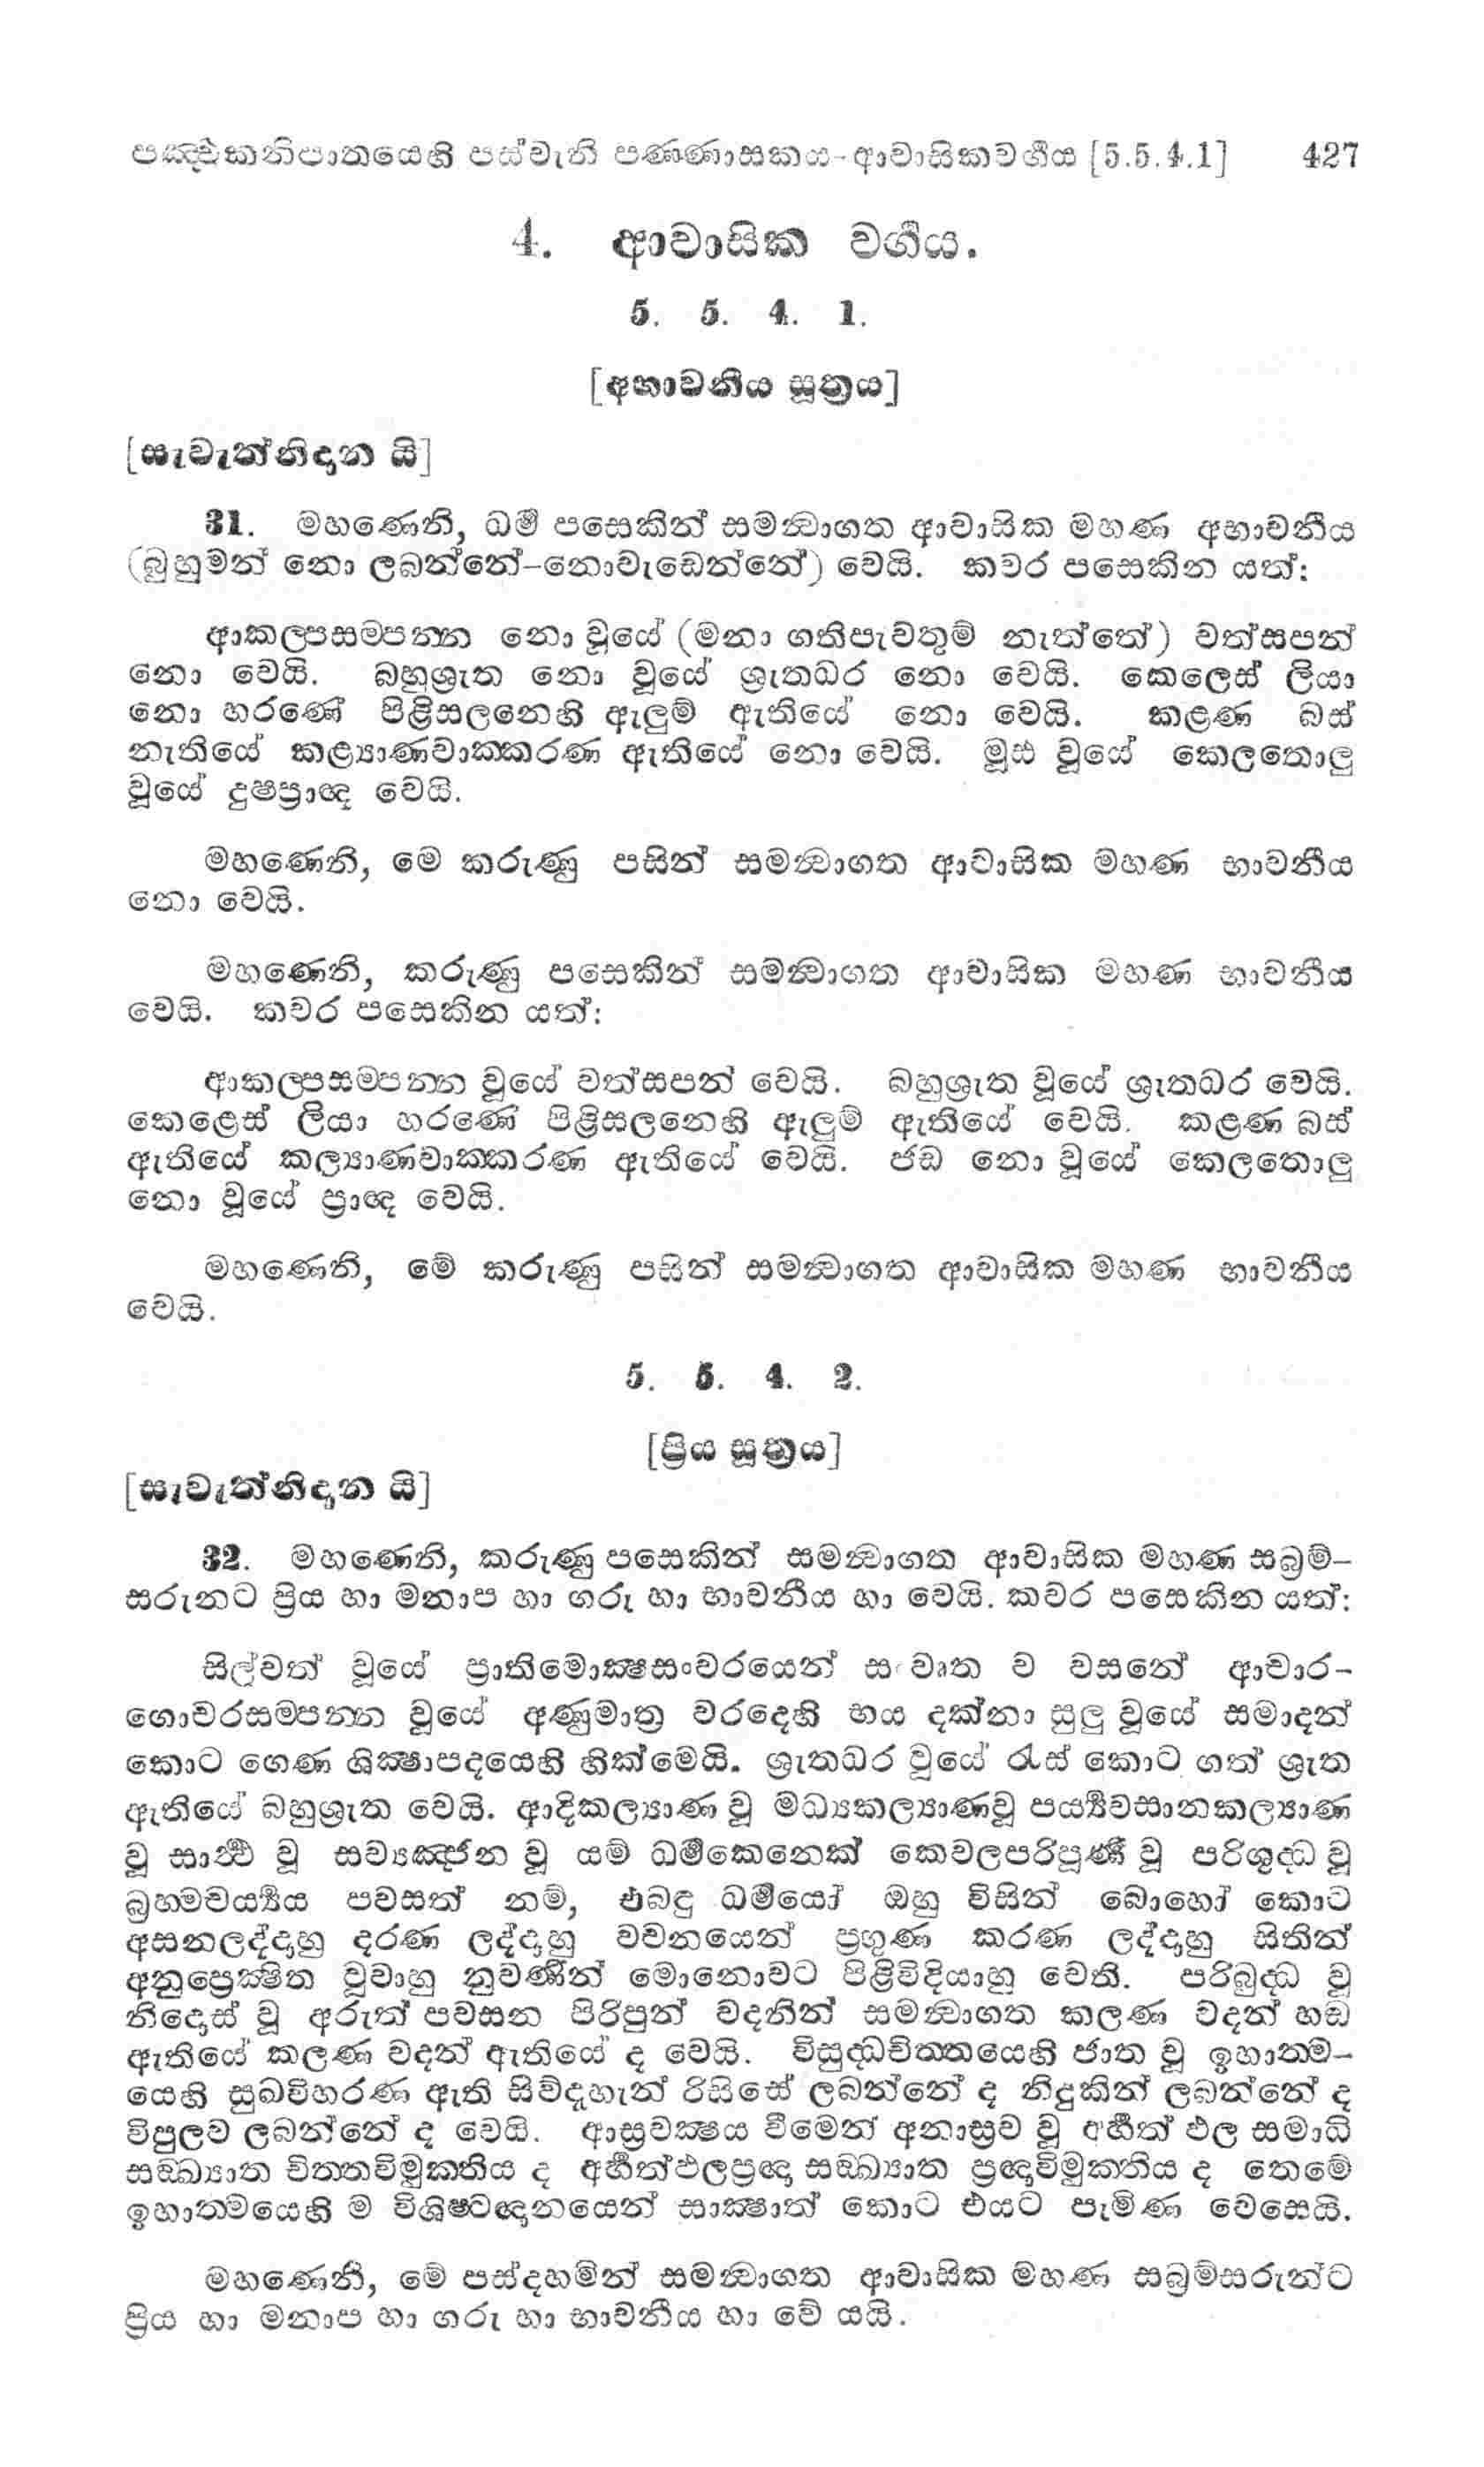 පඤ්චකනිපාතයෙහි පස්වැනි පණ්ණාසකය-ආවාසිකවර්ගය [5.5.4.1] 427
4. ආවාසික වර්ගය.
5. 5. 4. 1.
[අභාවනීය සූත්‍රය]
[සැවැත්නිදාන යි]
31. මහණෙනි, ධර්ම පසෙකින් සමන්වාගත ආවාසික මහණ අභාවනීය
(බුහුමන් නො ලබන්නේ-නොවැඩෙන්නේ) වෙයි. කවර පසෙකින යත්:
ආකල්පසම්පන්න නො වූයේ (මනා ගතිපැවතුම් නැත්තේ) වත්සපන්
නො වෙයි. බහුශ්‍රැත නො වූයේ ශ්‍රැතධර නො වෙයි. කෙලෙස් ලියා
නො හරණේ පිළිසලනෙහි ඇලුම් ඇතියේ නො වෙයි. කළණ බස්
නැතියේ කළ්‍යාණවාක්කරණ ඇතියේ නො වෙයි. මූඪ වූයේ කෙලතොලු
වූයේ දුෂ්ප්‍රාඥ වෙයි.
මහණෙනි, මෙ කරුණු පසින් සමන්වාගත ආවාසික මහණ භාවනීය
නො වෙයි.
මහණෙනි, කරුණු පසෙකින් සමන්වාගත ආවාසික මහණ භාවනීය
වෙයි. කවර පසෙකින යත්:
ආකල්පසම්පන්න වූයේ වත්සපන් වෙයි. බහුශ්‍රැත වූයේ ශ්‍රැතධර වෙයි.
කෙළෙස් ලියා හරණේ පිළිසලනෙහි ඇලුම් ඇතියේ වෙයි. කළණ බස්
ඇතියේ කල්‍යාණවාක්කරණ ඇතියේ වෙයි. ජඩ නො වූයේ කෙලතොලු
නො වූයේ ප්‍රාඥ වෙයි.
මහණෙනි, මේ කරුණු පසින් සමන්වාගත ආවාසික මහණ භාවනීය
වෙයි.
5. 5. 4. 2.
[ප්‍රිය සූත්‍රය]
[සැවැත්නිදාන යි]
32. මහණෙනි, කරුණු පසෙකින් සමන්වාගත ආවාසික මහණ සබ්‍රම්-
සරුනට ප්‍රිය හා මනාප හා ගරු හා භාවනීය හා වෙයි. කවර පසෙකින යත්:
සිල්වත් වූයේ ප්‍රාතිමොක්ෂසංවරයෙන් සංවෘත ව වසනේ ආචාර-
ගොචරසම්පන්න වූයේ අණුමාත්‍ර වරදෙහි භය දක්නා සුලු වූයේ සමාදන්
කොට ගෙණ ශික්ෂාපදයෙහි හික්මෙයි. ශ්‍රැතධර වූයේ රැස් කොට ගත් ශ්‍රැත
ඇතියේ බහුශ්‍රැත වෙයි. ආදිකල්‍යාණ වූ මධ්‍යකල්‍යාණවූ පර්‍ය්‍යවසානකල්‍යාණ
වූ සාර්ථ වූ සව්‍යඤ්ජන වූ යම් ධර්මකෙනෙක් කෙවලපරිපූර්ණ වූ පරිශුද්ධ වූ
බ්‍රහ්මචර්‍ය්‍යය පවසත් නම්, එබඳු ධර්මයෝ ඔහු විසින් බොහෝ කොට
අසනලද්දාහු දරණ ලද්දාහු වචනයෙන් ප්‍රගුණ කරණ ලද්දාහු සිතින්
අනුප්‍රෙක්ෂිත වූවාහු නුවණින් මොනොවට පිළිවිදියාහු වෙති. පරිබුද්ධ වූ
නිදොස් වූ අරුත් පවසන පිරිපුන් වදනින් සමන්වාගත කලණ වදන් හඬ
ඇතියේ කලණ වදන් ඇතියේ ද වෙයි. විසුද්ධචිත්තයෙහි ජාත වූ ඉහාත්ම-
යෙහි සුඛවිහරණ ඇති සිව්දැහැන් රිසිසේ ලබන්නේ ද නිදුකින් ලබන්නේ ද
විපුලව ලබන්නේ ද වෙයි. ආස්‍රවක්ෂය වීමෙන් අනාස්‍රව වූ අර්හත් ඵල සමාධි
සඞ්ඛ්‍යාත චිත්තවිමුක්තිය ද අර්හත්ඵලප්‍රඥා සඞ්ඛ්‍යාත ප්‍රඥාවිමුක්තිය ද තෙමේ
ඉහාත්මයෙහි ම විශිෂ්ටඥානයෙන් සාක්ෂාත් කොට එයට පැමිණ වෙසෙයි.
මහණෙනි, මේ පස්දහමින් සමන්වාගත ආවාසික මහණ සබ්‍රම්සරුන්ට
ප්‍රිය හා මනාප හා ගරු හා භාවනීය හා වේ යයි.